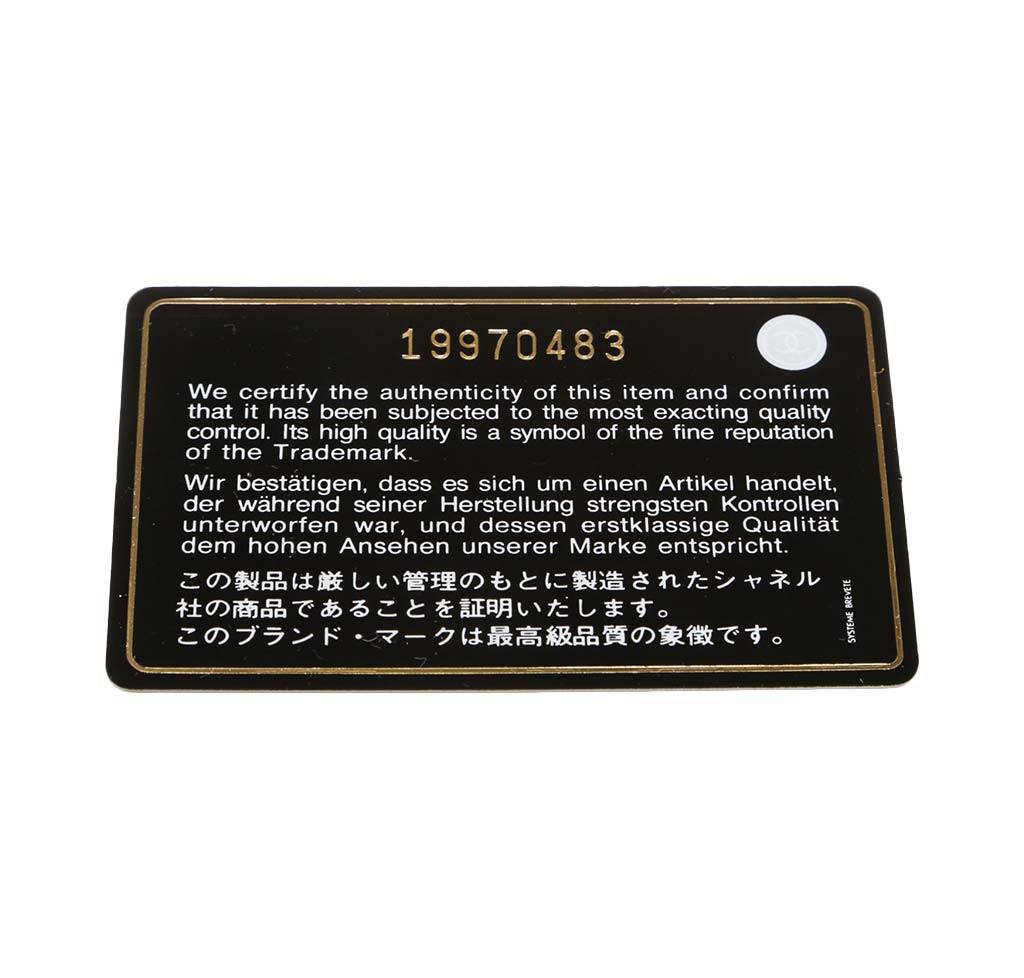 19970483
We certify the authenticity of this item and confirm
that it has been subjected to the most exacting quality
control. Its high quality is a symbol of the fine reputation
of the Trademark.
Wir bestätigen, dass es sich um einen Artikel handelt,
der während seiner Herstellung strengsten Kontrollen
unterworfen war, und dessen erstklassige Qualität
dem hohen Ansehen unserer Marke entspricht.
この製品は厳しい管理のもとに製造されたシャネル
社の商品であることを証明いたします。
このブランド・マークは最高級品質の象徴です。
SYSTEME BREVETE